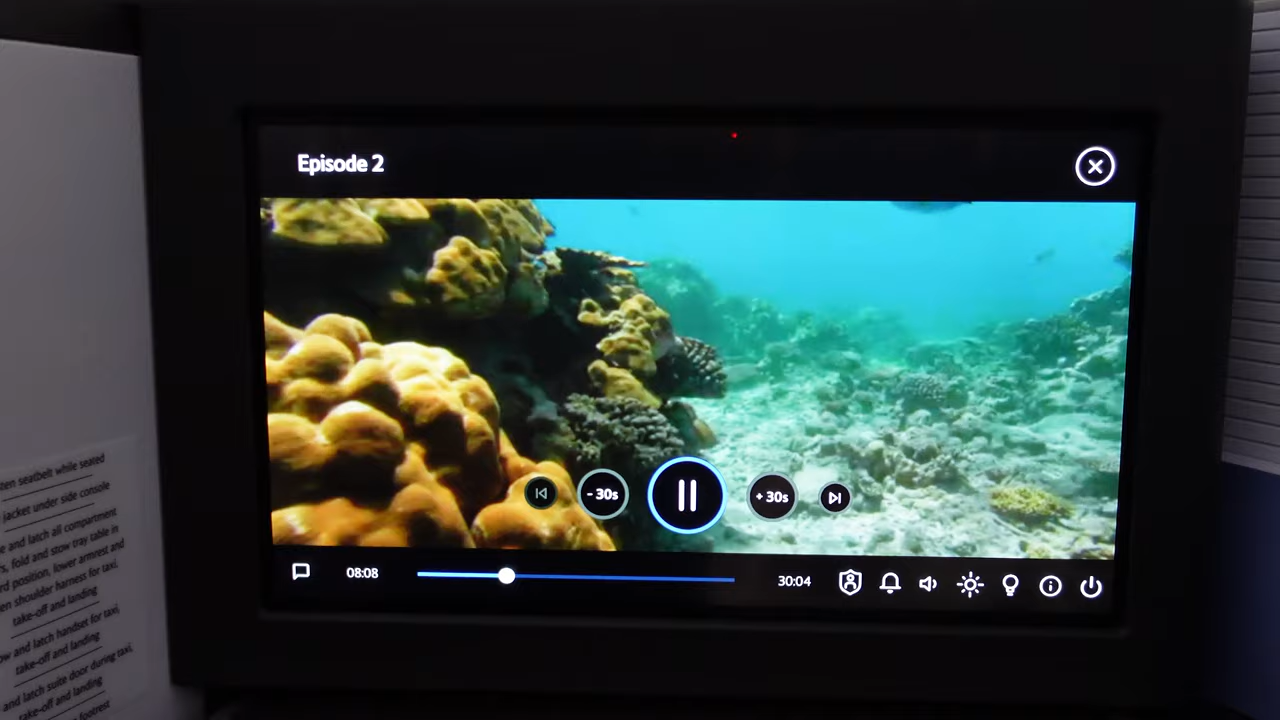 Episode 2
- 30s
+ 30s
08:08
30:04
ten seatbelt while seated
jacket under side console
e and latch all compartment
s, fold and stow tray table in
rd position, lower armrest and
en shoulder harness for taxi,
take-off and landing
ow and latch handset for taxi,
take-off and landing
and latch suite door during taxi,
take-off and landing
footrest